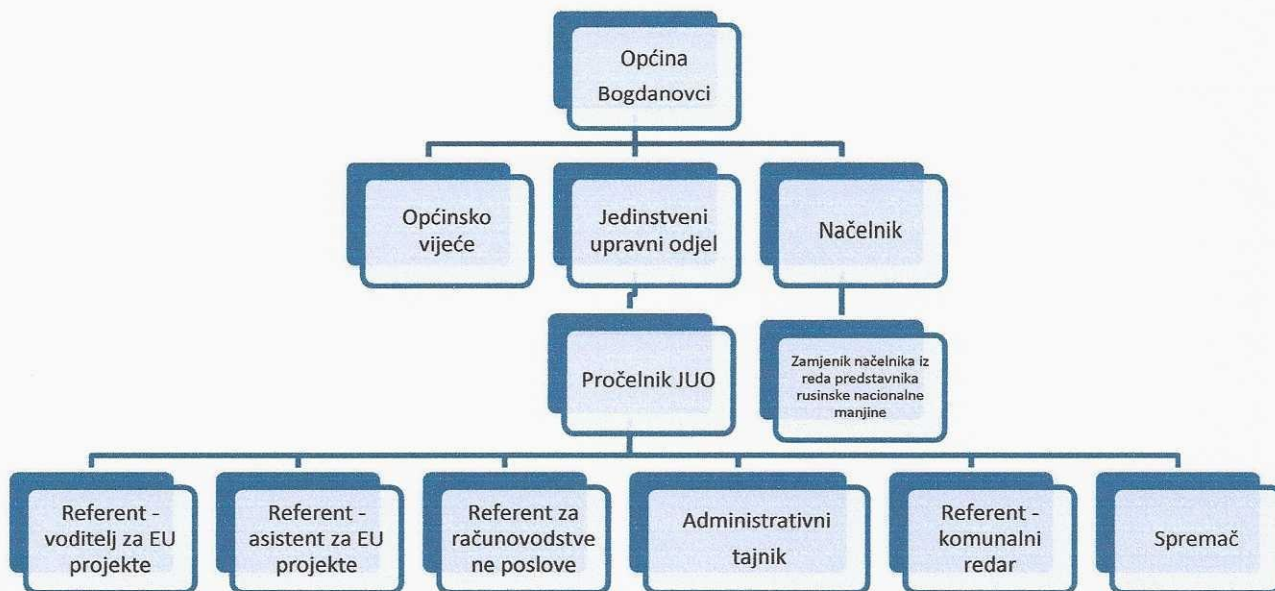 Općina
Bogdanovci
Općinsko
vijeće
Jedinstveni
upravni odjel
Načelnik
Pročelnik JUO
Zamjenik načelnika iz
reda predstavnika
rusinske nacionalne
manjine
Referent -
voditelj za EU
projekte
Referent -
asistent za EU
projekte
Referent za
računovodstve
ne poslove
Administrativni
tajnik
Referent -
komunalni
redar
Spremač